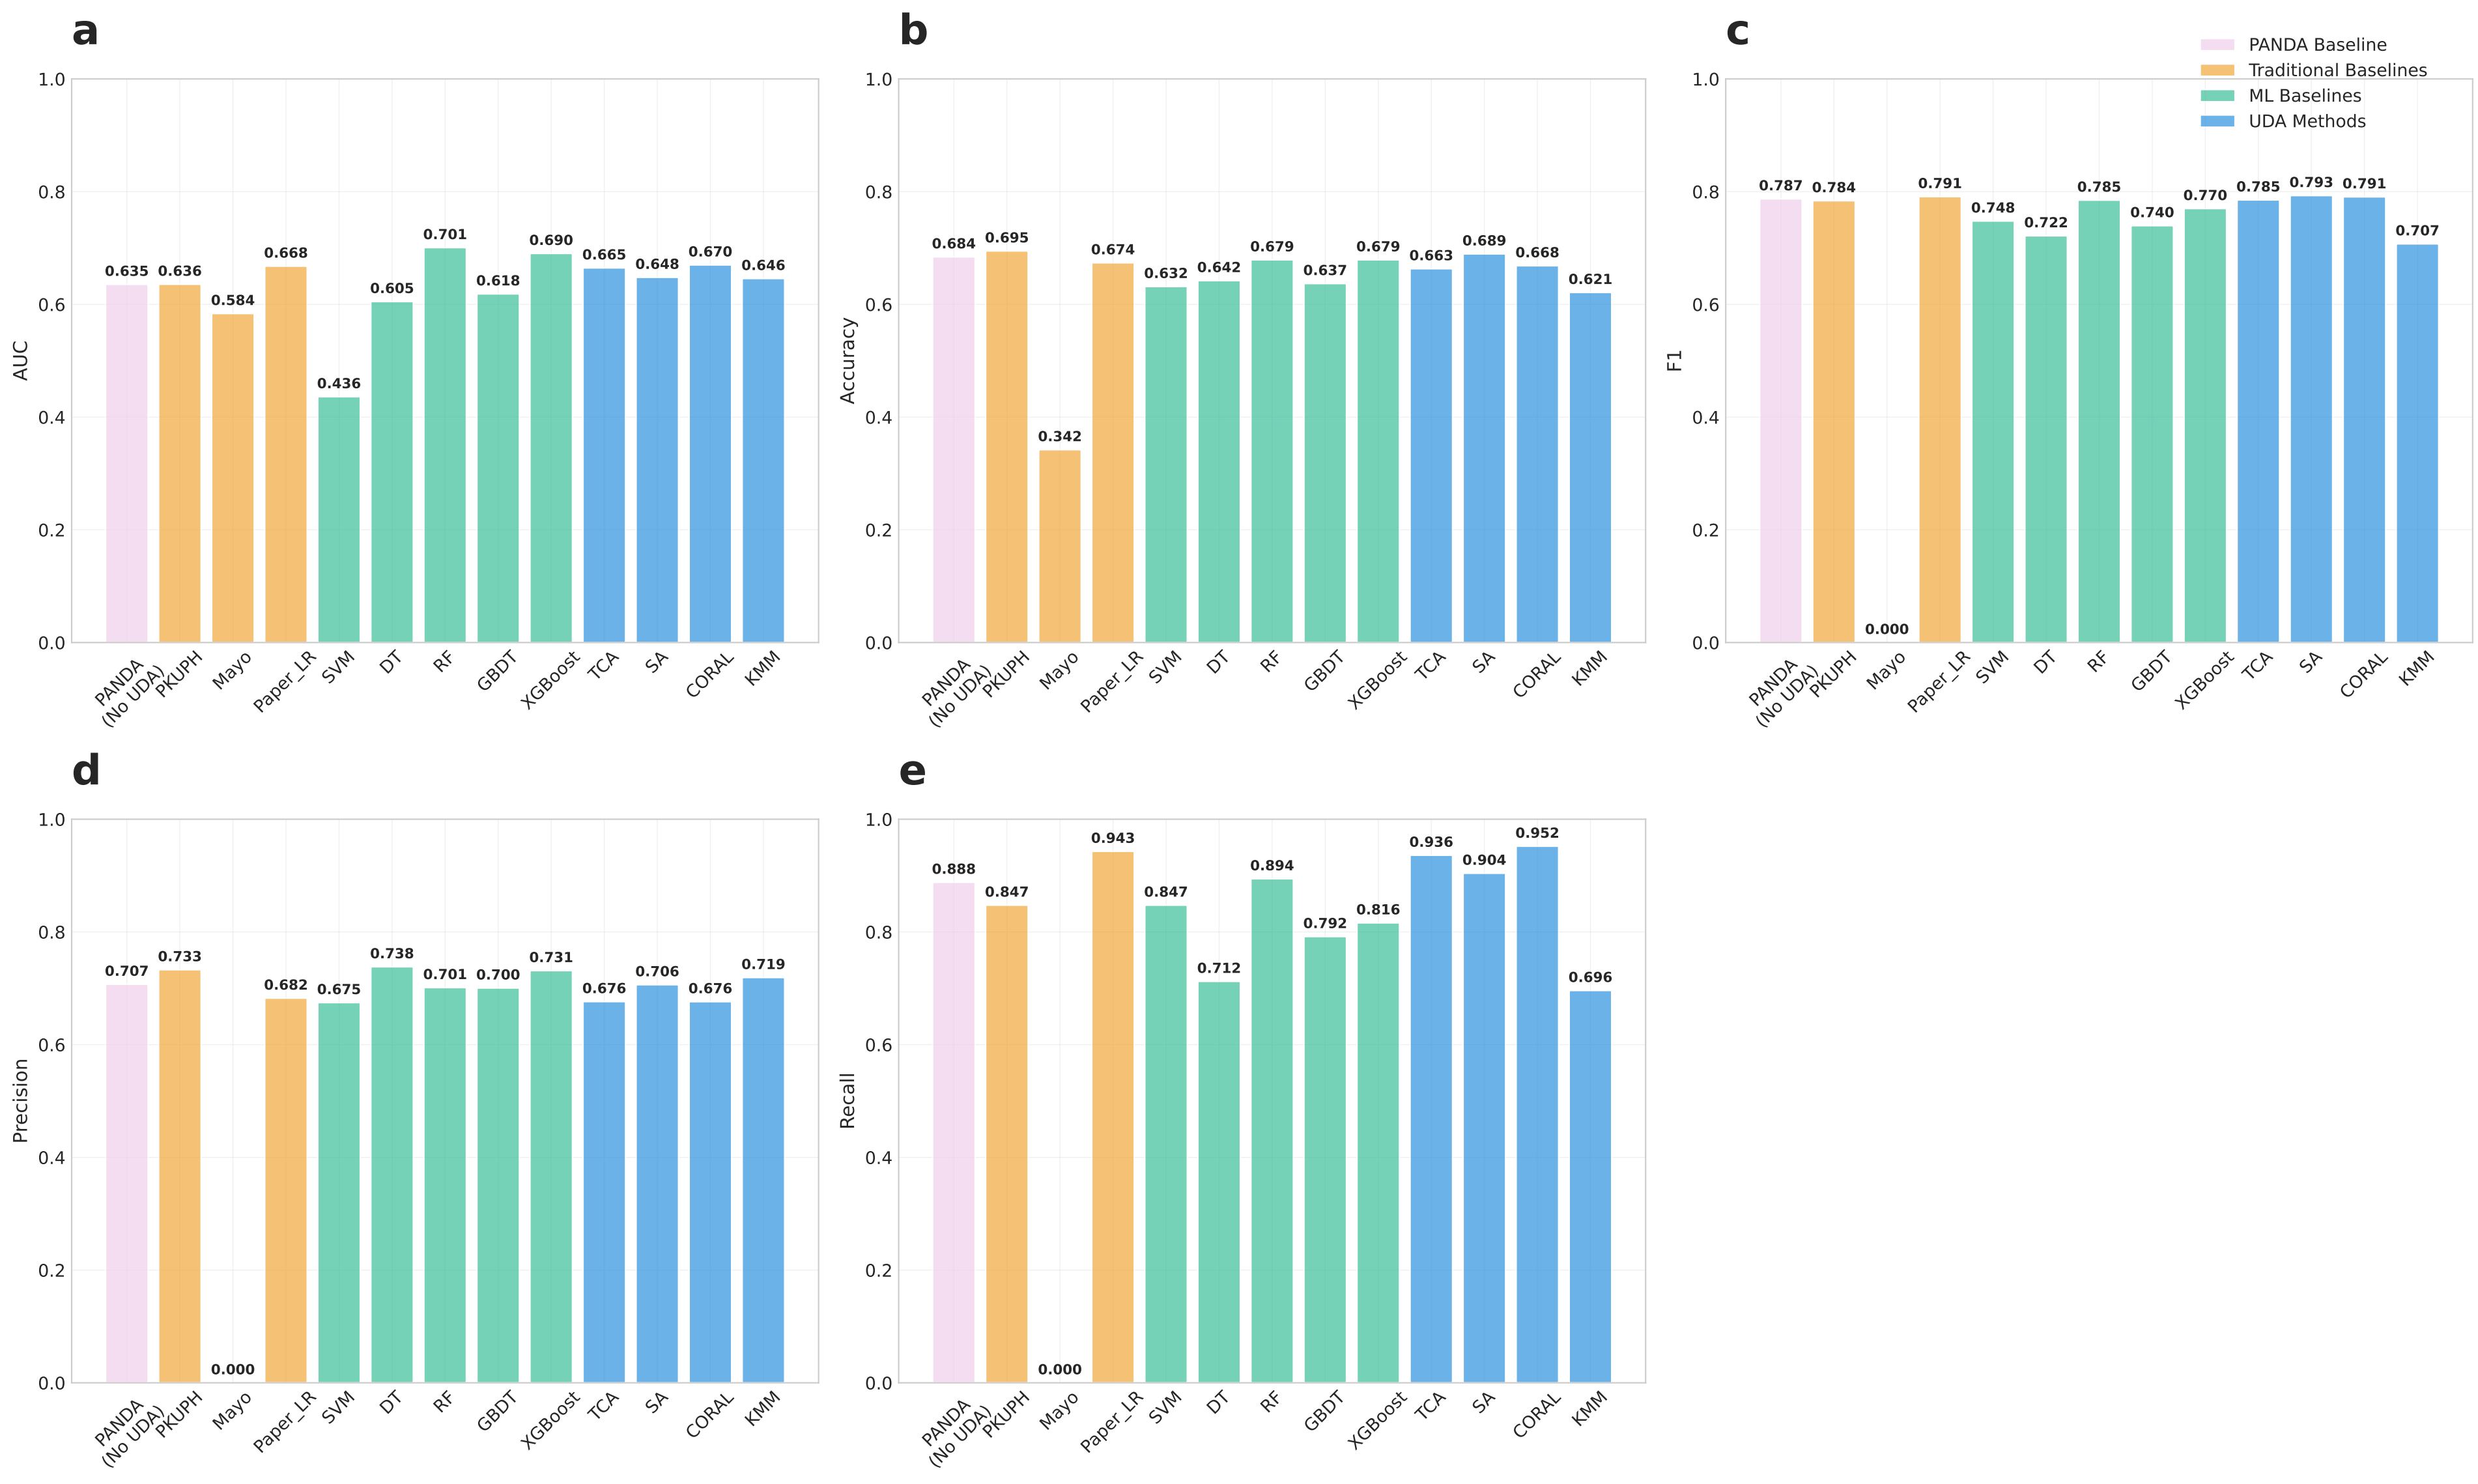 a
1.0
0.8
0.6
0.4
0.2
0.0
AUC
0.635
0.636
0.584
0.668
0.436
0.605
0.701
0.618
0.690
0.665
0.648
0.670
0.646
PANDA
(No UDA)
PKUPH
Mayo
Paper_LR
SVM
DT
RF
GBDT
XGBoost
TCA
SA
CORAL
KMM
b
1.0
0.8
0.6
0.4
0.2
0.0
Accuracy
0.684
0.695
0.342
0.674
0.632
0.642
0.679
0.637
0.679
0.663
0.689
0.668
0.621
PANDA
(No UDA)
PKUPH
Mayo
Paper_LR
SVM
DT
RF
GBDT
XGBoost
TCA
SA
CORAL
KMM
c
PANDA Baseline
Traditional Baselines
ML Baselines
UDA Methods
1.0
0.8
0.6
0.4
0.2
0.0
F1
0.787
0.784
0.000
0.791
0.748
0.722
0.785
0.740
0.770
0.785
0.793
0.791
0.707
PANDA
(No UDA)
PKUPH
Mayo
Paper_LR
SVM
DT
RF
GBDT
XGBoost
TCA
SA
CORAL
KMM
d
1.0
0.8
0.6
0.4
0.2
0.0
Precision
0.707
0.733
0.000
0.682
0.675
0.738
0.701
0.700
0.731
0.676
0.706
0.676
0.719
PANDA
(No UDA)
PKUPH
Mayo
Paper_LR
SVM
DT
RF
GBDT
XGBoost
TCA
SA
CORAL
KMM
e
1.0
0.8
0.6
0.4
0.2
0.0
Recall
0.888
0.847
0.000
0.943
0.847
0.712
0.894
0.792
0.816
0.936
0.904
0.952
0.696
PANDA
(No UDA)
PKUPH
Mayo
Paper_LR
SVM
DT
RF
GBDT
XGBoost
TCA
SA
CORAL
KMM